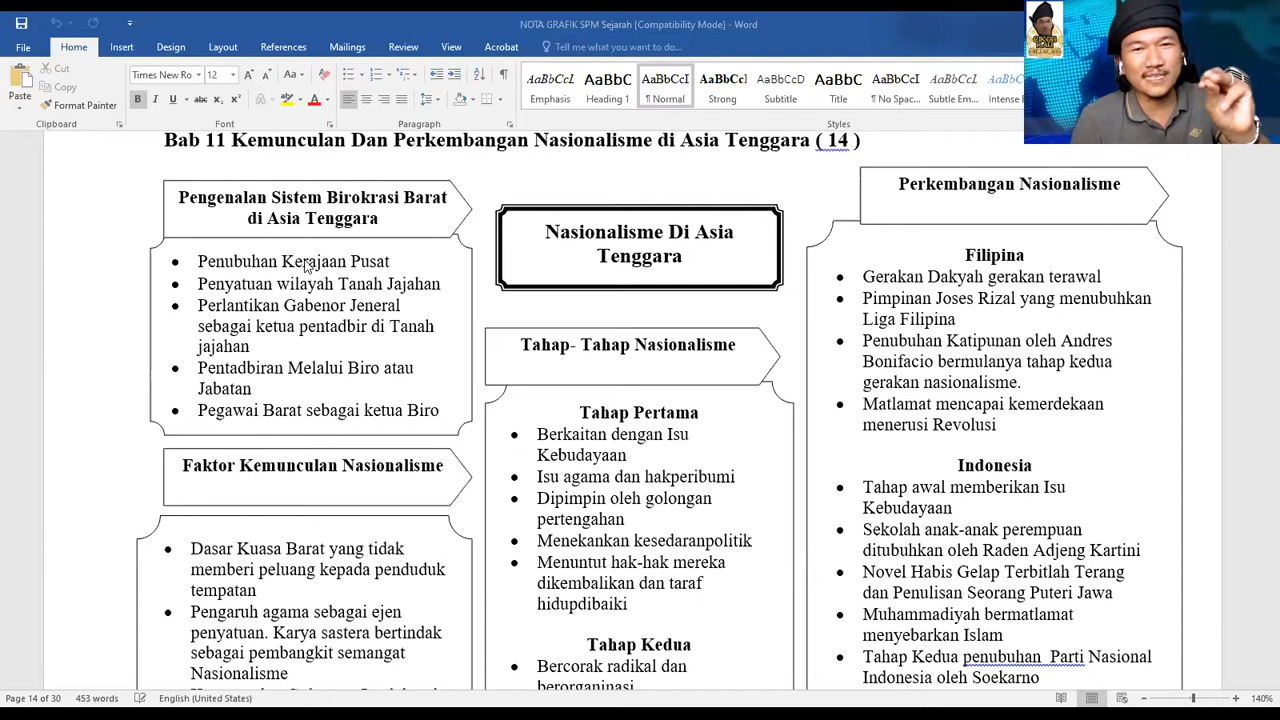 NOTA GRAFIK SPM Sejarah [Compatibility Mode] - Word
File
Home
Insert
Design
Layout
References
Mailings
Review
View
Acrobat
Tell me what you want to do...
Paste
Cut
Copy
Format Painter
Clipboard
Times New Ro
12
Font
Paragraph
AaBbCcL
Emphasis
AaBbC
Heading 1
AaBbCcI
¶ Normal
AaBbCc
Strong
AaBbCcD
Subtitle
AaBbC
Title
AaBbCcI
¶ No Spac...
AaBbCcL
Subtle Em...
Intense E
Styles
SEJARAH
Bab 11 Kemunculan Dan Perkembangan Nasionalisme di Asia Tenggara ( 14 )
Pengenalan Sistem Birokrasi Barat
di Asia Tenggara
• Penubuhan Kerajaan Pusat
• Penyatuan wilayah Tanah Jajahan
• Perlantikan Gabenor Jeneral
sebagai ketua pentadbir di Tanah
jajahan
• Pentadbiran Melalui Biro atau
Jabatan
• Pegawai Barat sebagai ketua Biro
Faktor Kemunculan Nasionalisme
• Dasar Kuasa Barat yang tidak
memberi peluang kepada penduduk
tempatan
• Pengaruh agama sebagai ejen
penyatuan. Karya sastera bertindak
sebagai pembangkit semangat
Nasionalisme
Nasionalisme Di Asia
Tenggara
Tahap- Tahap Nasionalisme
Tahap Pertama
• Berkaitan dengan Isu
Kebudayaan
• Isu agama dan hakperibumi
• Dipimpin oleh golongan
pertengahan
• Menekankan kesedaranpolitik
• Menuntut hak-hak mereka
dikembalikan dan taraf
hidupdibaiki
Tahap Kedua
• Bercorak radikal dan
berorganinasi
Perkembangan Nasionalisme
Filipina
• Gerakan Dakyah gerakan terawal
• Pimpinan Joses Rizal yang menubuhkan
Liga Filipina
• Penubuhan Katipunan oleh Andres
Bonifacio bermulanya tahap kedua
gerakan nasionalisme.
• Matlamat mencapai kemerdekaan
menerusi Revolusi
Indonesia
• Tahap awal memberikan Isu
Kebudayaan
• Sekolah anak-anak perempuan
ditubuhkan oleh Raden Adjeng Kartini
• Novel Habis Gelap Terbitlah Terang
dan Penulisan Seorang Puteri Jawa
• Muhammadiyah bermatlamat
menyebarkan Islam
• Tahap Kedua penubuhan Parti Nasional
Indonesia oleh Soekarno
Page 14 of 30
453 words
English (United States)
140%